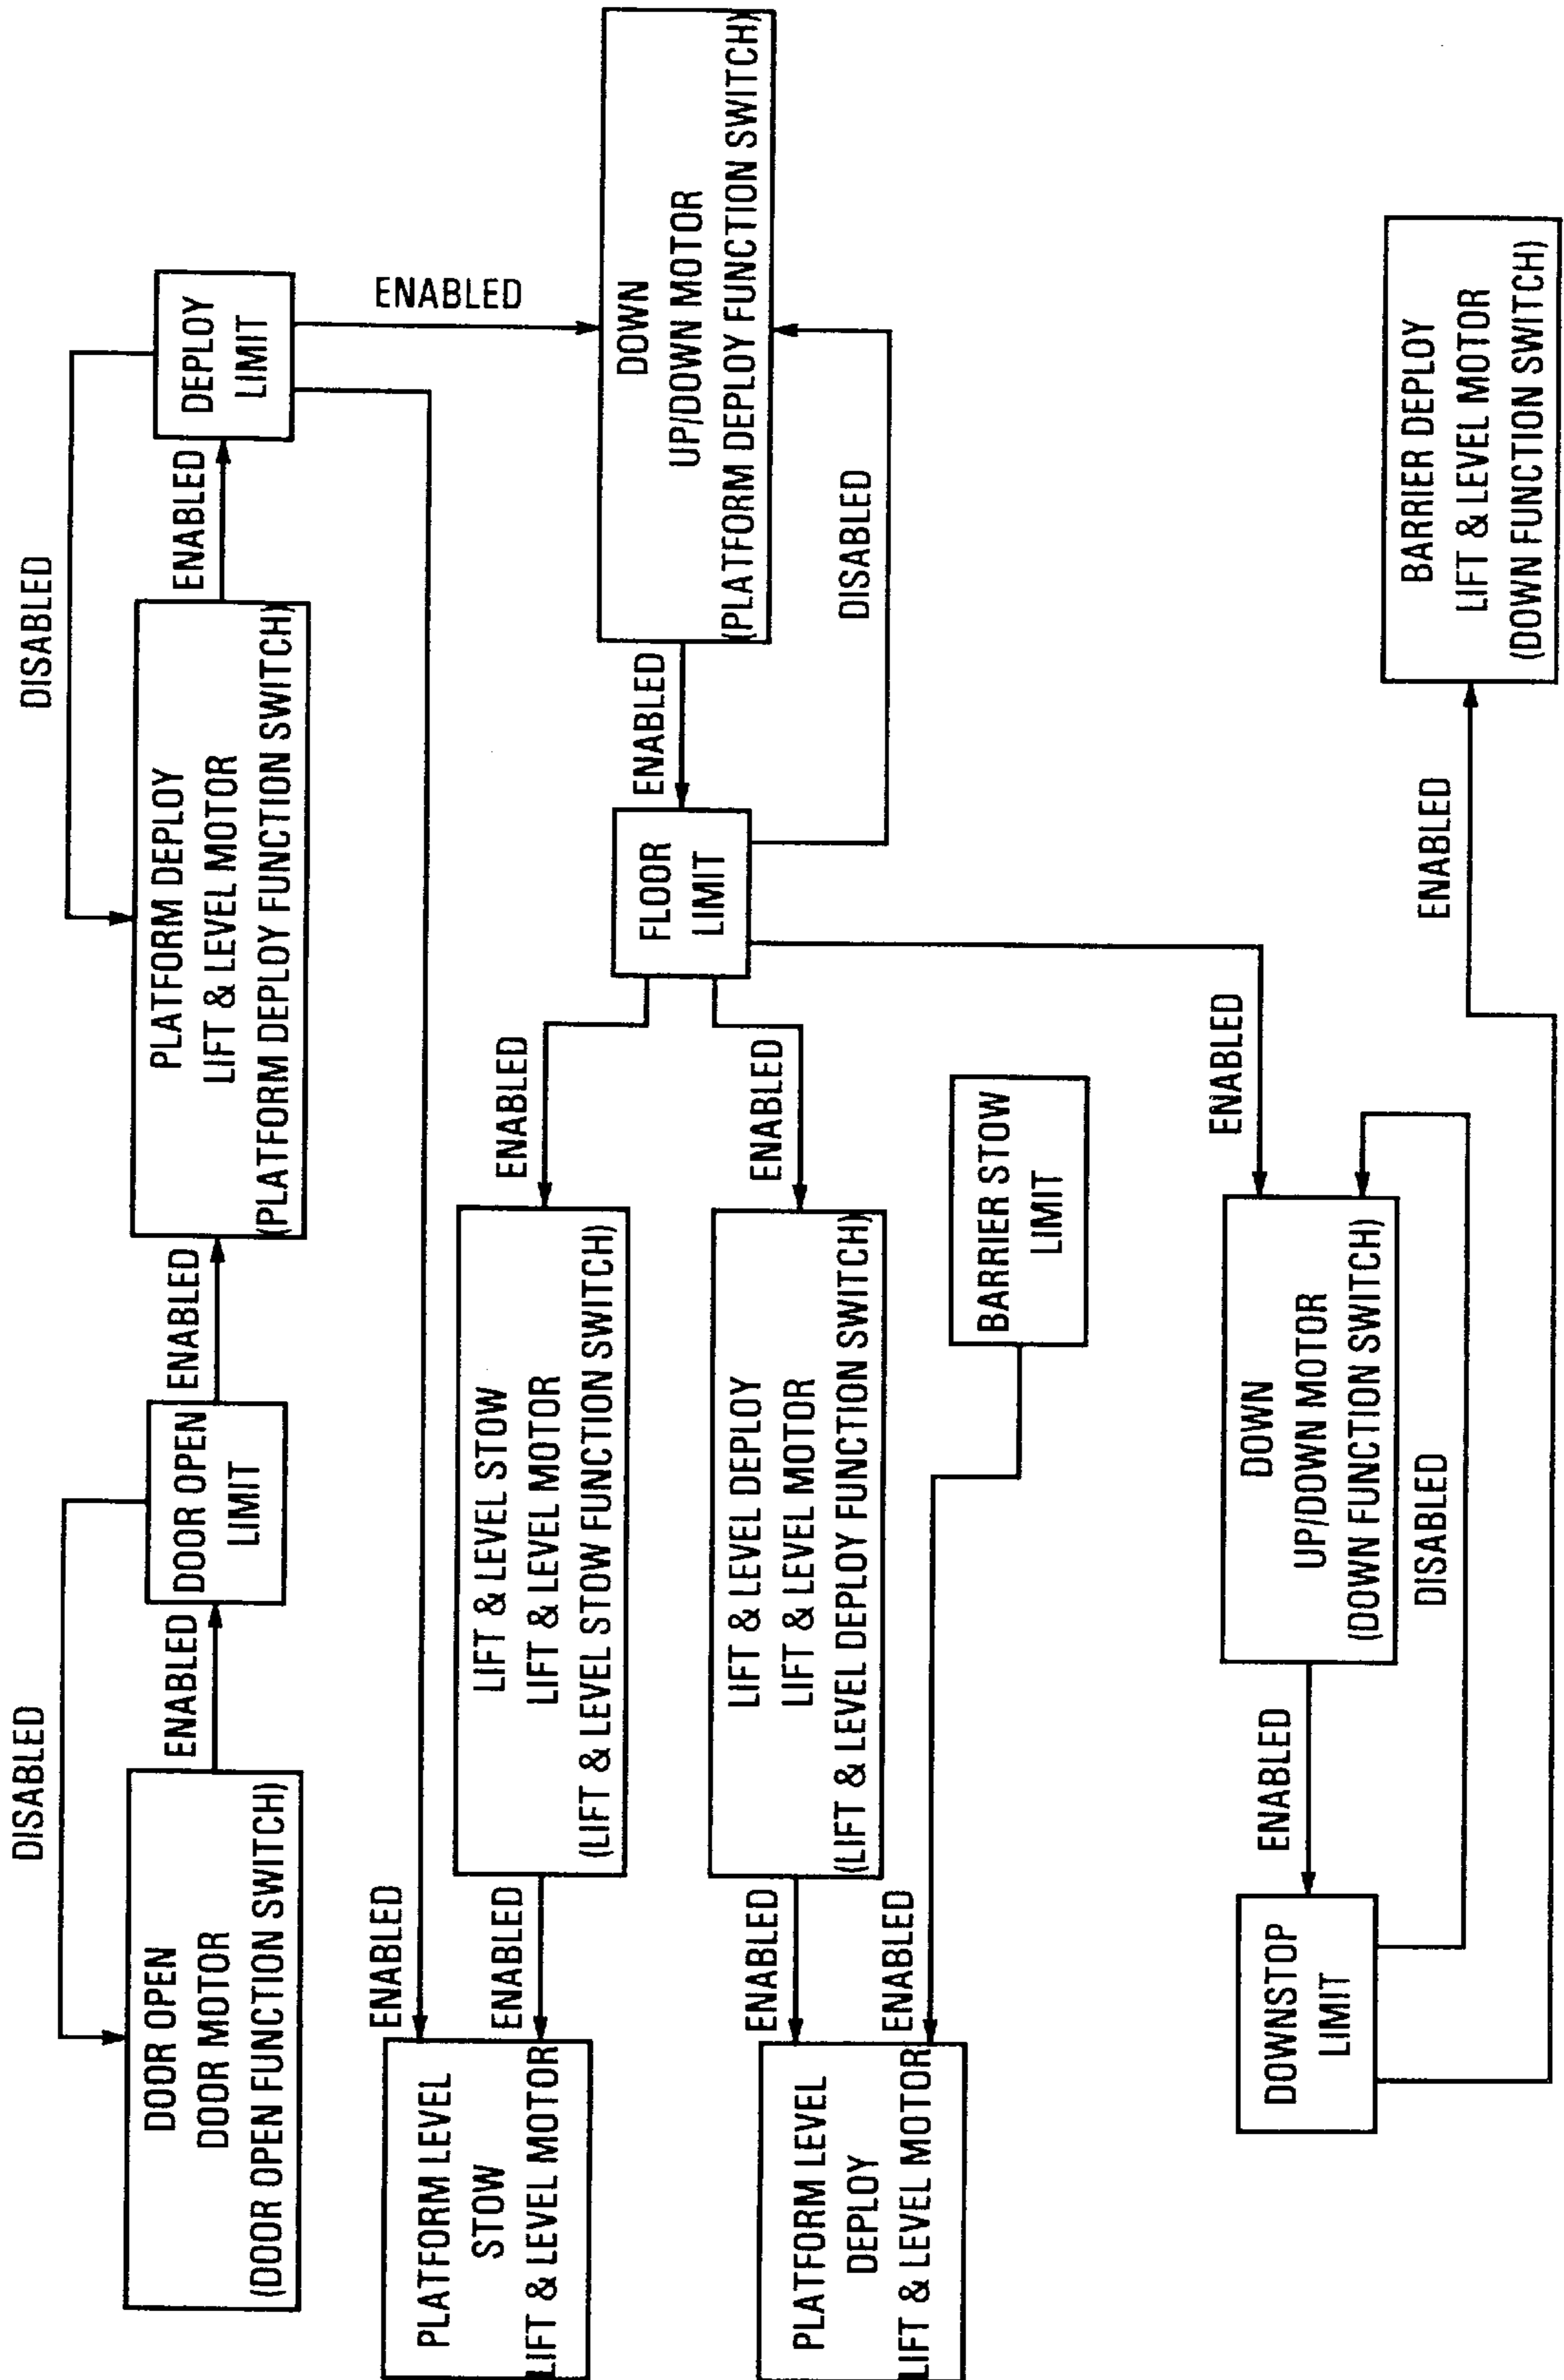 DISABLED
DISABLED
DOOR OPEN
DOOR MOTOR
(DOOR OPEN FUNCTION SWITCH)
ENABLED
DOOR OPEN
LIMIT
ENABLED
PLATFORM DEPLOY
LIFT & LEVEL MOTOR
(PLATFORM DEPLOY FUNCTION SWITCH)
ENABLED
DEPLOY
LIMIT
ENABLED
ENABLED
PLATFORM LEVEL
STOW
LIFT & LEVEL MOTOR
ENABLED
LIFT & LEVEL STOW
LIFT & LEVEL MOTOR
(LIFT & LEVEL STOW FUNCTION SWITCH)
ENABLED
FLOOR
LIMIT
ENABLED
DOWN
UP/DOWN MOTOR
(PLATFORM DEPLOY FUNCTION SWITCH)
DISABLED
PLATFORM LEVEL
DEPLOY
LIFT & LEVEL MOTOR
ENABLED
ENABLED
LIFT & LEVEL DEPLOY
LIFT & LEVEL MOTOR
(LIFT & LEVEL DEPLOY FUNCTION SWITCH)
ENABLED
BARRIER STOW
LIMIT
ENABLED
DOWNSTOP
LIMIT
ENABLED
DOWN
UP/DOWN MOTOR
(DOWN FUNCTION SWITCH)
DISABLED
ENABLED
BARRIER DEPLOY
LIFT & LEVEL MOTOR
(DOWN FUNCTION SWITCH)